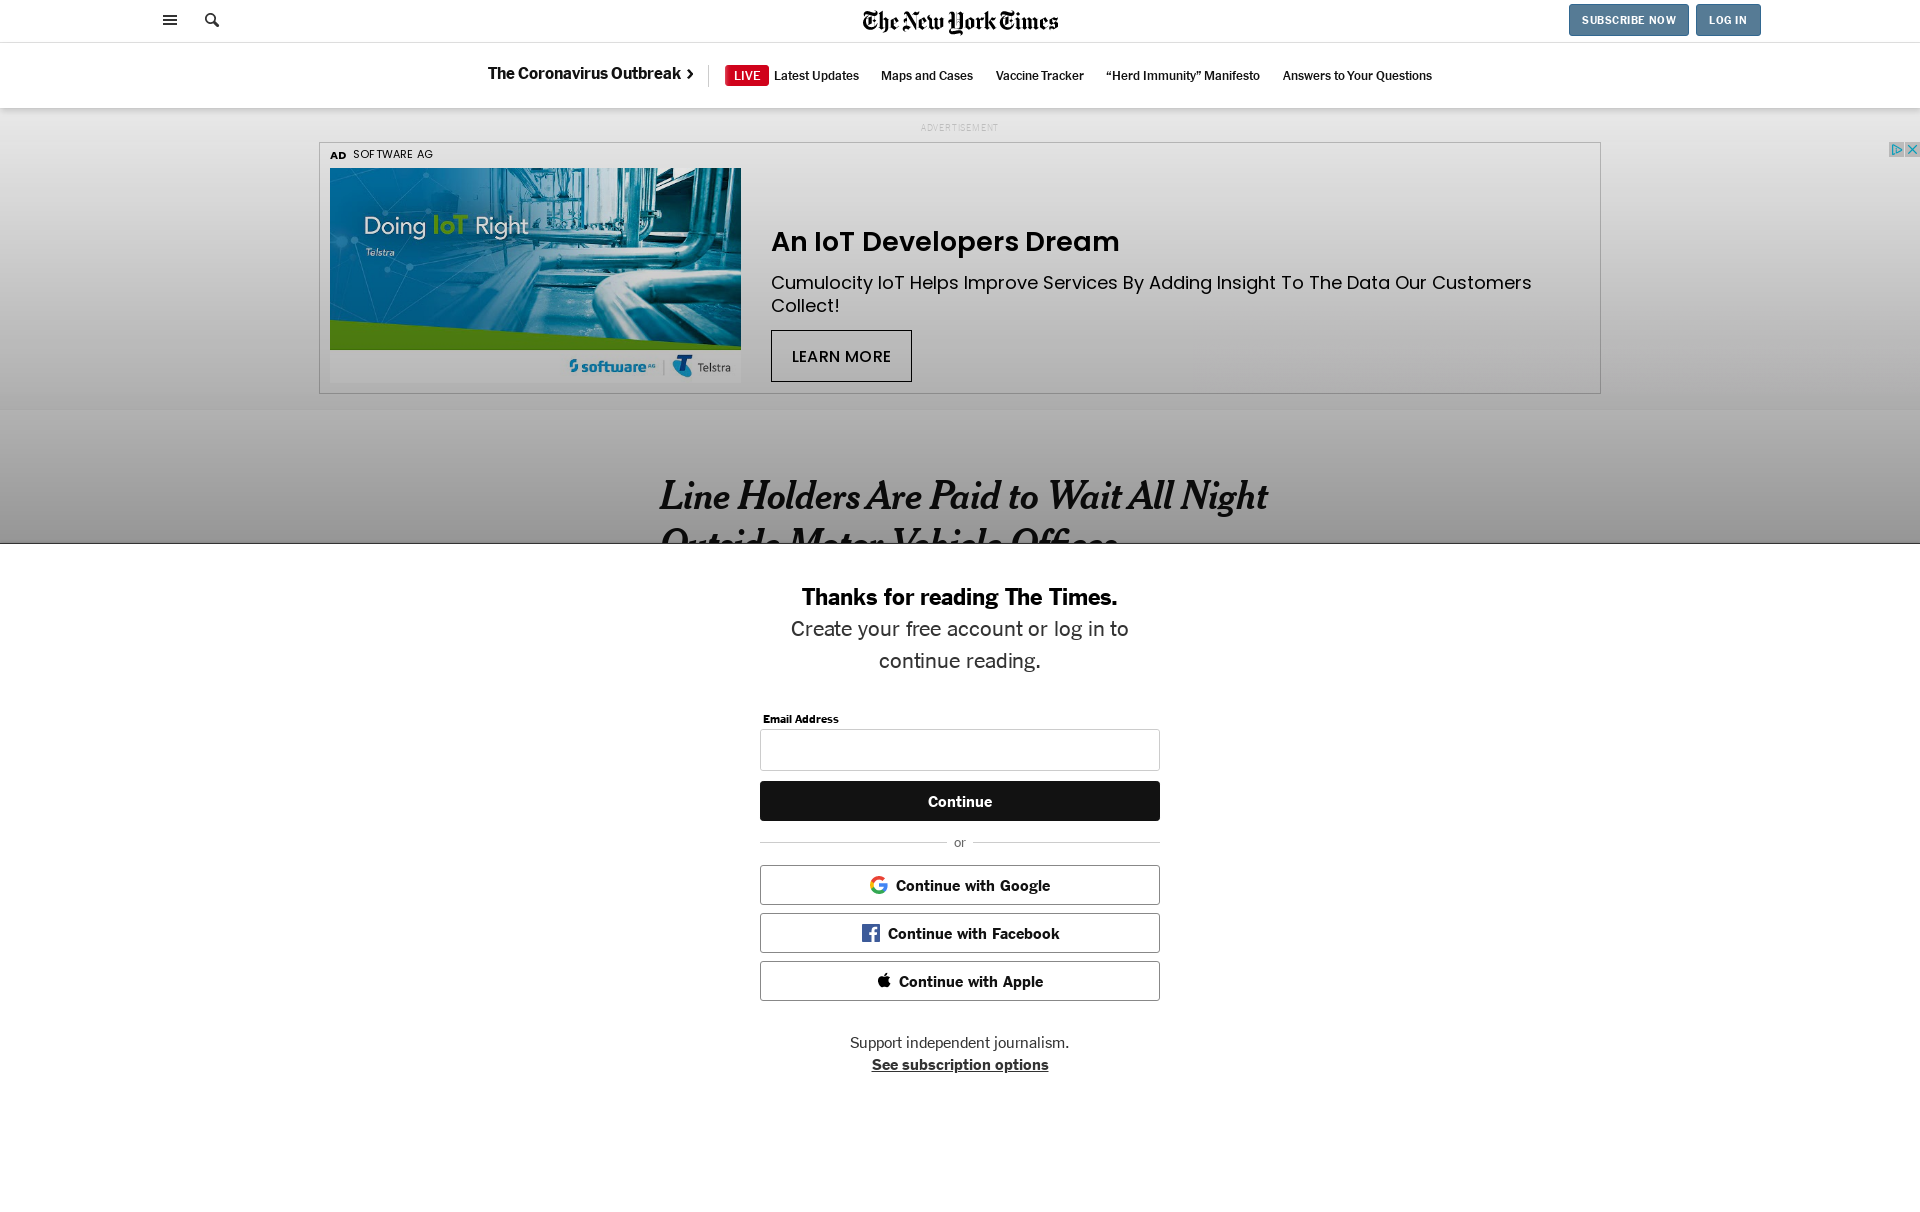 The New York Times
SUBSCRIBE NOW
LOG IN
The Coronavirus Outbreak
LIVE Latest Updates
Maps and Cases
Vaccine Tracker
“Herd Immunity” Manifesto
Answers to Your Questions
ADVERTISEMENT
AD SOFTWARE AG
Doing IoT Right
Telstra
software AG
Telstra
An IoT Developers Dream
Cumulocity IoT Helps Improve Services By Adding Insight To The Data Our Customers
Collect!
LEARN MORE
Line Holders Are Paid to Wait All Night
Outside Motor Vehicle Offices
Thanks for reading The Times.
Create your free account or log in to
continue reading.
Email Address
Continue
or
Continue with Google
Continue with Facebook
Continue with Apple
Support independent journalism.
See subscription options